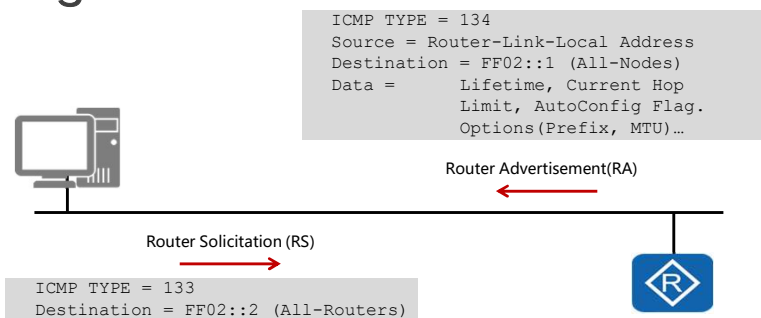 ICMP TYPE = 134
Source = Router-Link-Local Address
Destination = FF02::1 (All-Nodes)
Data = Lifetime, Current Hop
Limit, AutoConfig Flag.
Options(Prefix, MTU)…
Router Advertisement(RA)
Router Solicitation (RS)
R
ICMP TYPE = 133
Destination = FF02::2 (All-Routers)